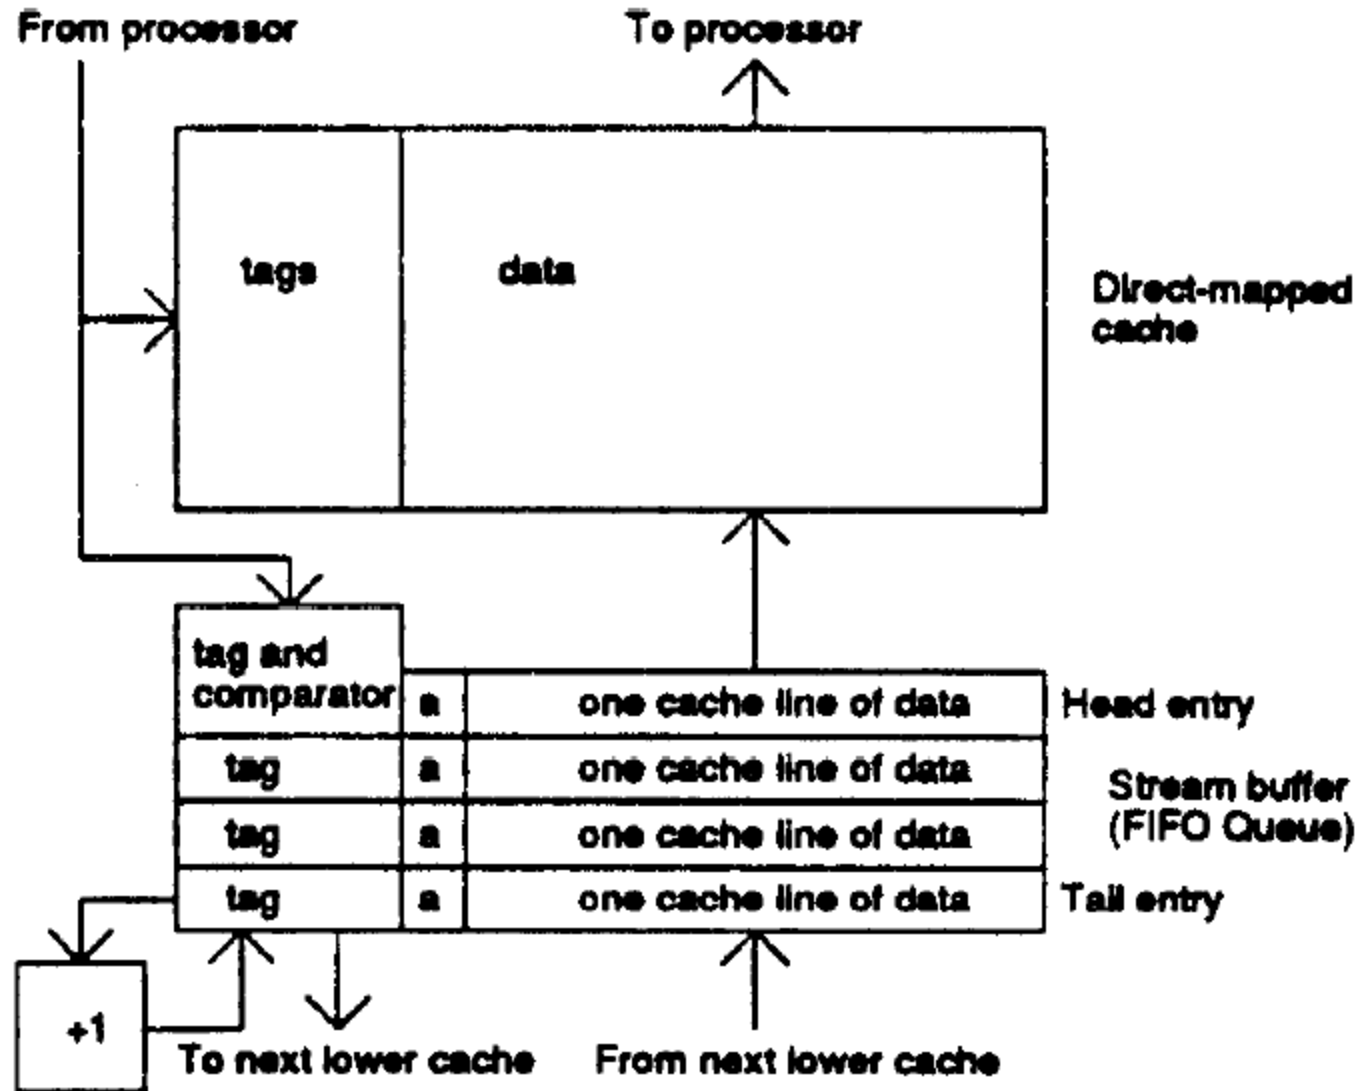 From processor
To processor
tags
data
Direct-mapped
cache
tag and
comparator
a
one cache line of data
Head entry
tag
a
one cache line of data
Stream buffer
(FIFO Queue)
tag
a
one cache line of data
tag
a
one cache line of data
Tail entry
+1
To next lower cache
From next lower cache